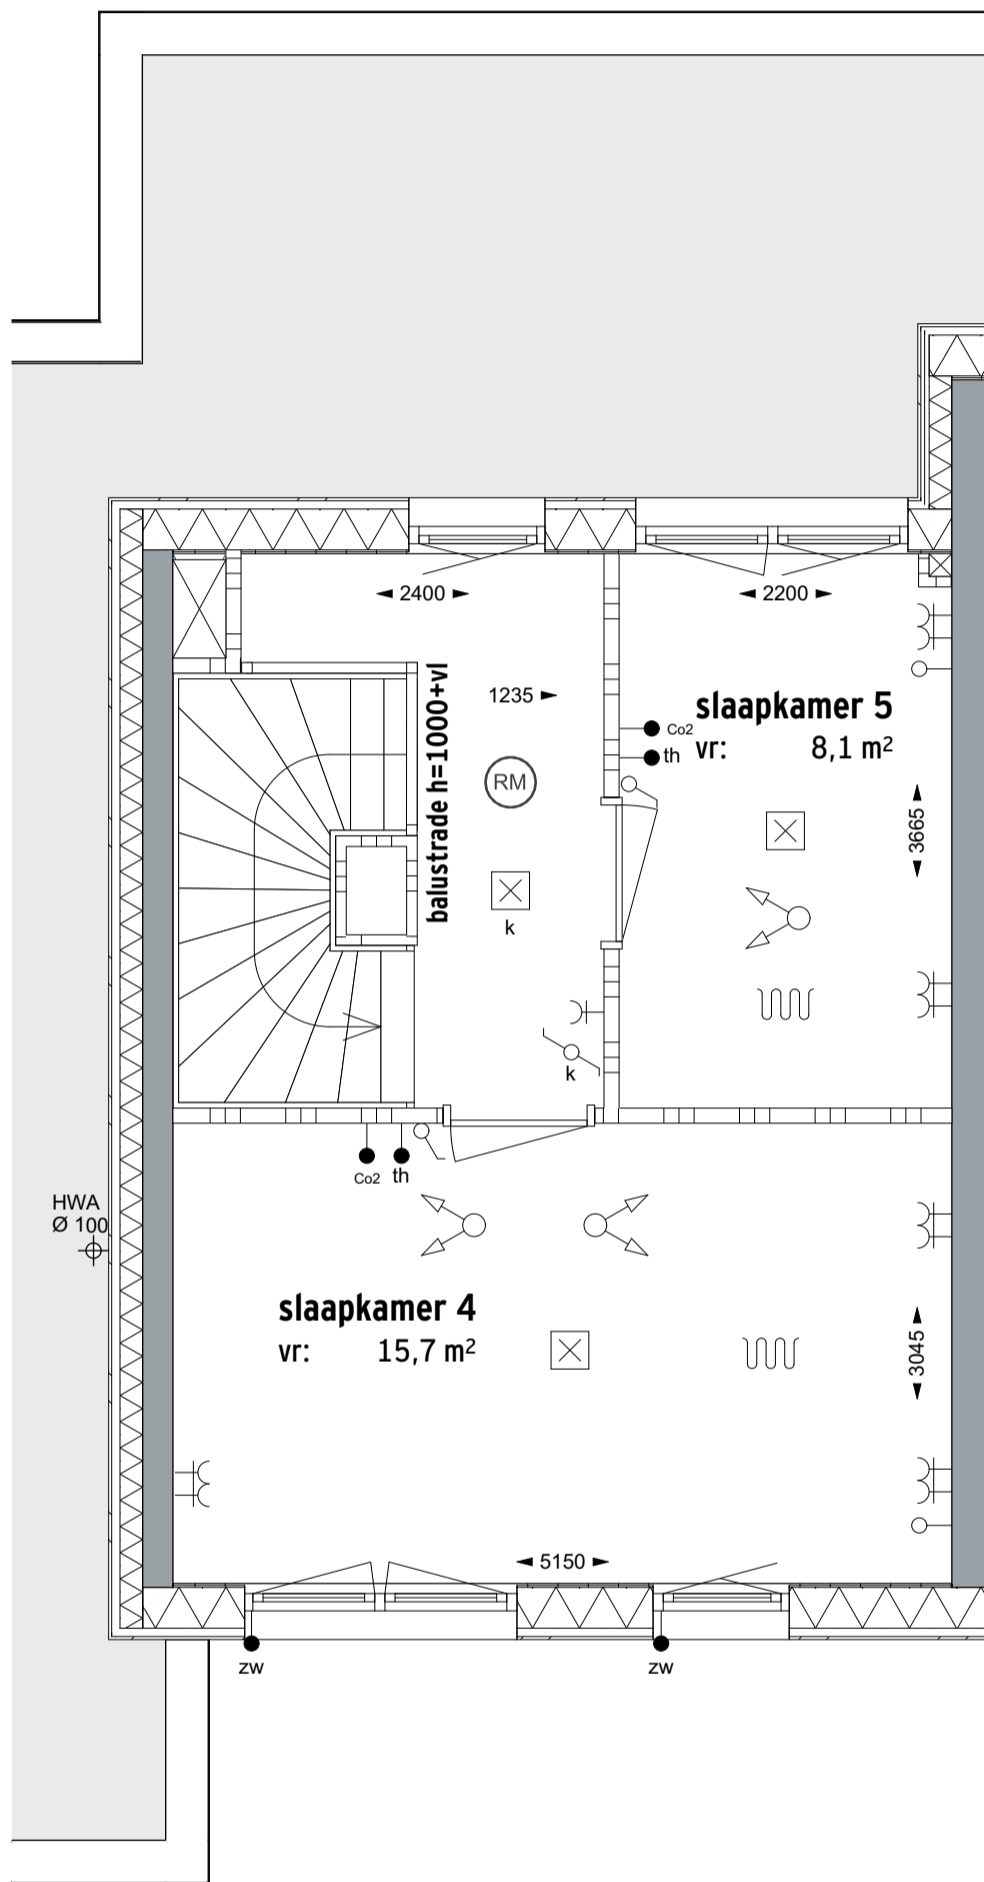 2400
2200
balustrade h=1000+vl
1235
slaapkamer 5
vr: 8,1 m²
Co2
th
RM
3665
k
k
Co2
th
HWA
Ø 100
slaapkamer 4
vr: 15,7 m²
3045
5150
zw
zw